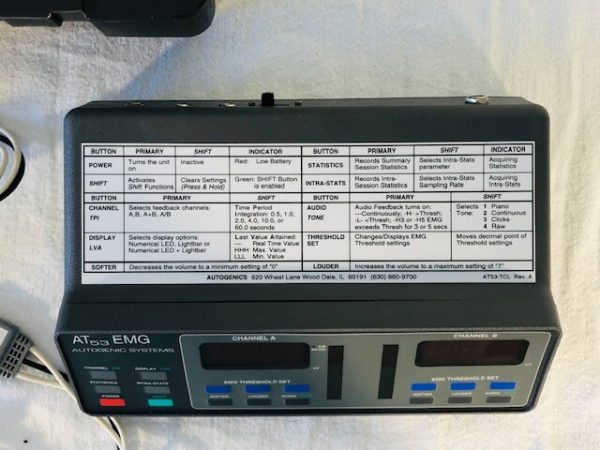 BUTTON PRIMARY SHIFT INDICATOR BUTTON PRIMARY SHIFT INDICATOR
POWER Turns the unit on Inactive Red: Low Battery STATISTICS Records Summary Session Statistics Selects Intra-Stats parameter Acquiring Statistics
SHIFT Activates Shift Functions Clears Settings (Press & Hold) Green: SHIFT Button is enabled INTRA-STATS Records Intra-Session Statistics Selects Intra-Stats Sampling Rate Acquiring Intra-Stats
BUTTON PRIMARY SHIFT BUTTON PRIMARY SHIFT
CHANNEL TPI Selects feedback channels: A,B, A+B, A/B Time Period Integration: 0.5, 1.0, 2.0, 4.0, 10.0, or 60.0 seconds AUDIO TONE Audio Feedback turns on: ---Continuously; -H- >Thresh; -L- <Thresh, -H3 or -H5 EMG exceeds Thresh for 3 or 5 secs Selects Tone: 1 Piano 2 Continuous 3 Clicks 4 Raw
DISPLAY LVA Selects display options: Numerical LED, Lightbar or Numerical LED + Lightbar Last Value Attained: --- Real Time Value HHH Max. Value LLL Min. Value THRESHOLD SET Changes/Displays EMG Threshold settings Moves decimal point of Threshold settings
SOFTER Decreases the volume to a minimum setting of "0" LOUDER Increases the volume to a maximum setting of "7"
AUTOGENICS 620 Wheat Lane Wood Dale, IL 60191 (630) 860-9700 AT53-TCL Rev. A
AT53 EMG
AUTOGENIC SYSTEMS
CHANNEL TPI DISPLAY LVA
STATISTICS INTRA-STATS
POWER SHIFT
CHANNEL A
A/B RATIO
EMG THRESHOLD SET
SOFTER LOUDER AUDIO
CHANNEL B
EMG THRESHOLD SET
SOFTER LOUDER AUDIO